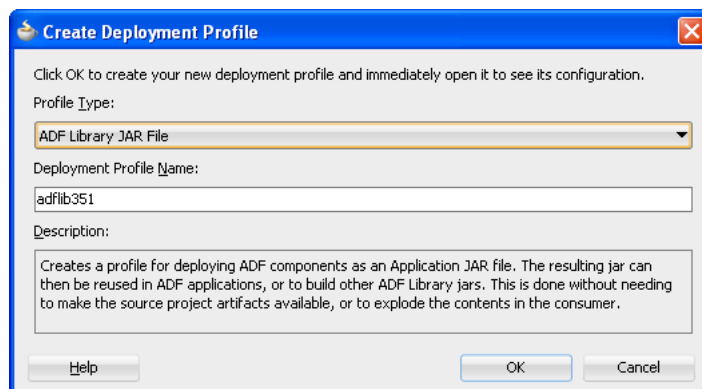 Create Deployment Profile
Click OK to create your new deployment profile and immediately open it to see its configuration.
Profile Type:
ADF Library JAR File
Deployment Profile Name:
adflib351
Description:
Creates a profile for deploying ADF components as an Application JAR file. The resulting jar can
then be reused in ADF applications, or to build other ADF Library jars. This is done without needing
to make the source project artifacts available, or to explode the contents in the consumer.
Help OK Cancel